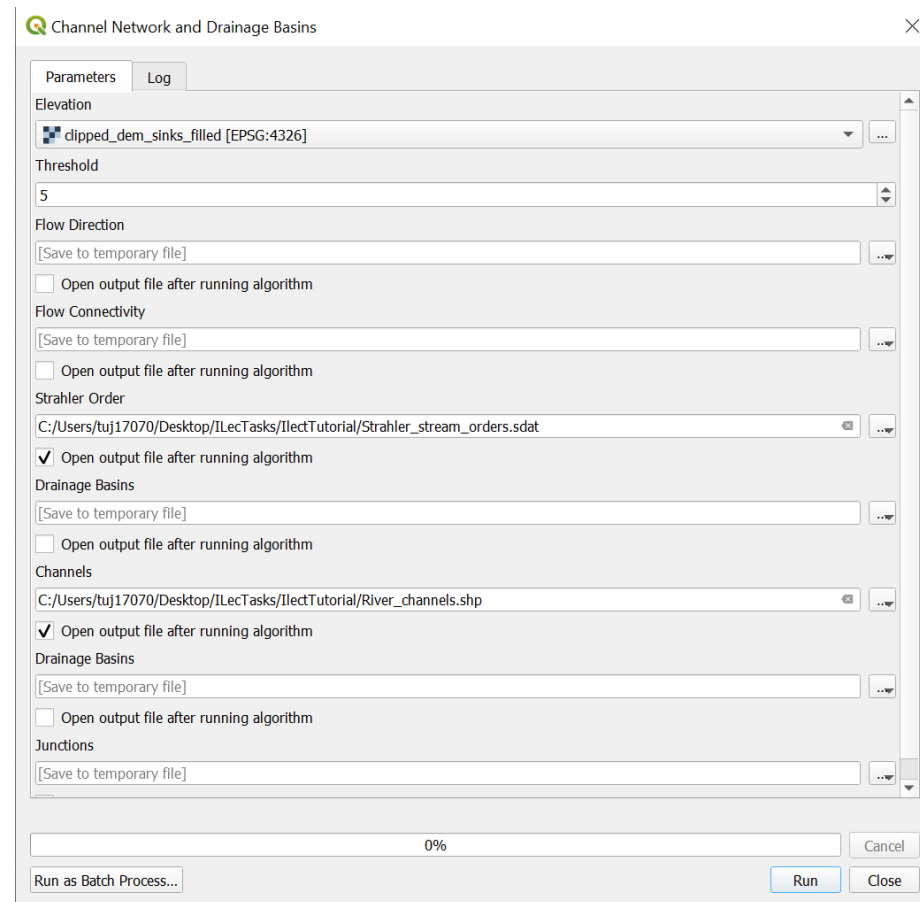 Channel Network and Drainage Basins
Parameters Log
Elevation
clipped_dem_sinks_filled [EPSG:4326]
...
Threshold
5
Flow Direction
[Save to temporary file]
...
Open output file after running algorithm
Flow Connectivity
[Save to temporary file]
...
Open output file after running algorithm
Strahler Order
C:/Users/tuj17070/Desktop/ILecTasks/IlectTutorial/Strahler_stream_orders.sdat
...
Open output file after running algorithm
Drainage Basins
[Save to temporary file]
...
Open output file after running algorithm
Channels
C:/Users/tuj17070/Desktop/ILecTasks/IlectTutorial/River_channels.shp
...
Open output file after running algorithm
Drainage Basins
[Save to temporary file]
...
Open output file after running algorithm
Junctions
[Save to temporary file]
...
0%
Cancel
Run as Batch Process...
Run
Close